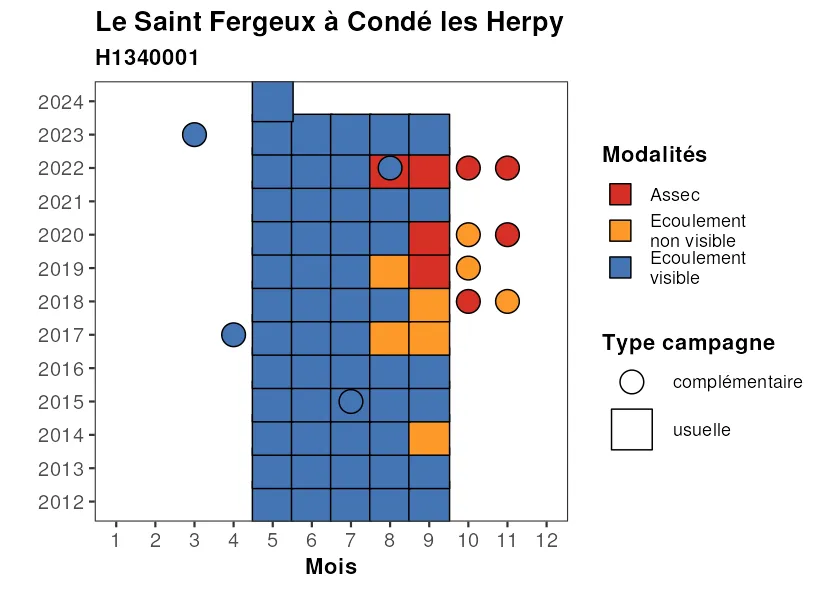 Le Saint Fergeux à Condé les Herpy
H1340001
2024
2023
2022
2021
2020
2019
2018
2017
2016
2015
2014
2013
2012
1 2 3 4 5 6 7 8 9 10 11 12
Mois
Modalités
Assec
Ecoulement
non visible
Ecoulement
visible
Type campagne
complémentaire
usuelle